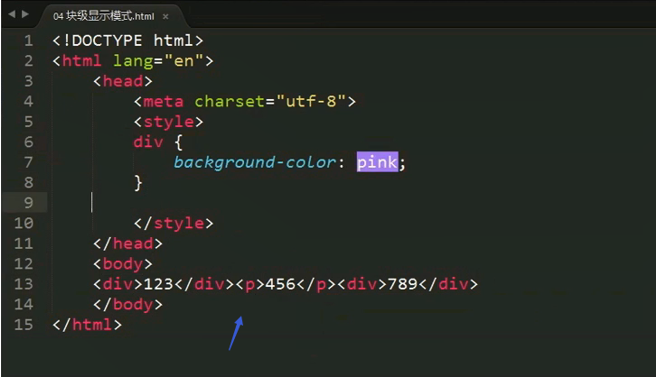 04 块级显示模式.html ×
1 <!DOCTYPE html>
2 <html lang="en">
3 <head>
4 <meta charset="utf-8">
5 <style>
6 div {
7 background-color: pink;
8 }
9
10 </style>
11 </head>
12 <body>
13 <div>123</div><p>456</p><div>789</div>
14 </body>
15 </html>